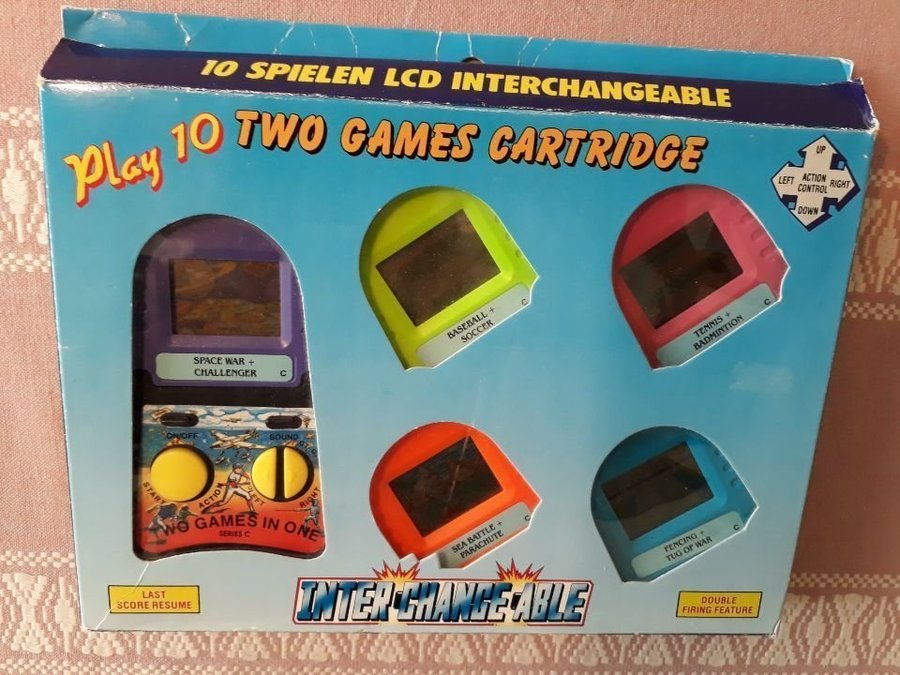 10 SPIELEN LCD INTERCHANGEABLE
Play 10 TWO GAMES CARTRIDGE
UP
LEFT ACTION RIGHT
CONTROL
DOWN
SPACE WAR +
CHALLENGER C
BASEBALL +
SOCCER C
TENNIS +
BADMINTION C
ON/OFF SOUND
START ACTION LEFT RIGHT
WO GAMES IN ONE
SERIES C
SEA BATTLE +
PARACHUTE C
FENCING +
TUG OF WAR C
LAST
SCORE RESUME
INTER-CHANGE-ABLE
DOUBLE
FIRING FEATURE